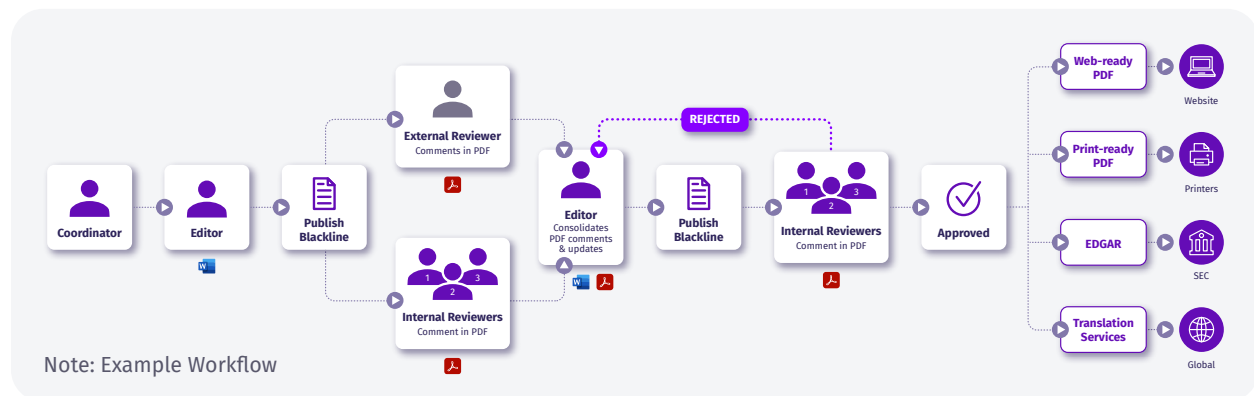 Coordinator
Editor
W
Publish
Blackline
External Reviewer
Comments in PDF
1
2
3
Internal Reviewers
Comment in PDF
REJECTED
Editor
Consolidates
PDF comments
& updates
W
Publish
Blackline
1
2
3
Internal Reviewers
Comment in PDF
Approved
Web-ready
PDF
Website
Print-ready
PDF
Printers
EDGAR
SEC
Translation
Services
Global
Note: Example Workflow